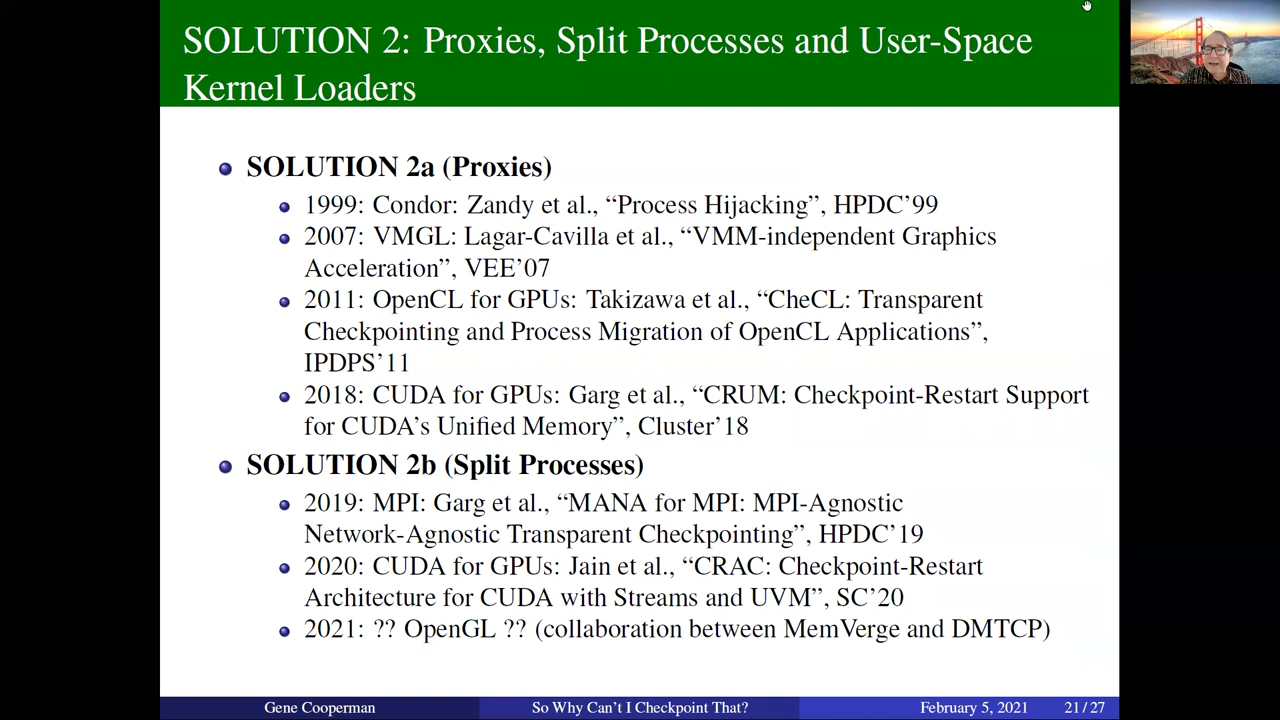 SOLUTION 2: Proxies, Split Processes and User-Space
Kernel Loaders
SOLUTION 2a (Proxies)
1999: Condor: Zandy et al., “Process Hijacking”, HPDC’99
2007: VMGL: Lagar-Cavilla et al., “VMM-independent Graphics
Acceleration”, VEE’07
2011: OpenCL for GPUs: Takizawa et al., “CheCL: Transparent
Checkpointing and Process Migration of OpenCL Applications”,
IPDPS’11
2018: CUDA for GPUs: Garg et al., “CRUM: Checkpoint-Restart Support
for CUDA’s Unified Memory”, Cluster’18
SOLUTION 2b (Split Processes)
2019: MPI: Garg et al., “MANA for MPI: MPI-Agnostic
Network-Agnostic Transparent Checkpointing”, HPDC’19
2020: CUDA for GPUs: Jain et al., “CRAC: Checkpoint-Restart
Architecture for CUDA with Streams and UVM”, SC’20
2021: ?? OpenGL ?? (collaboration between MemVerge and DMTCP)
Gene Cooperman So Why Can’t I Checkpoint That? February 5, 2021 21 / 27